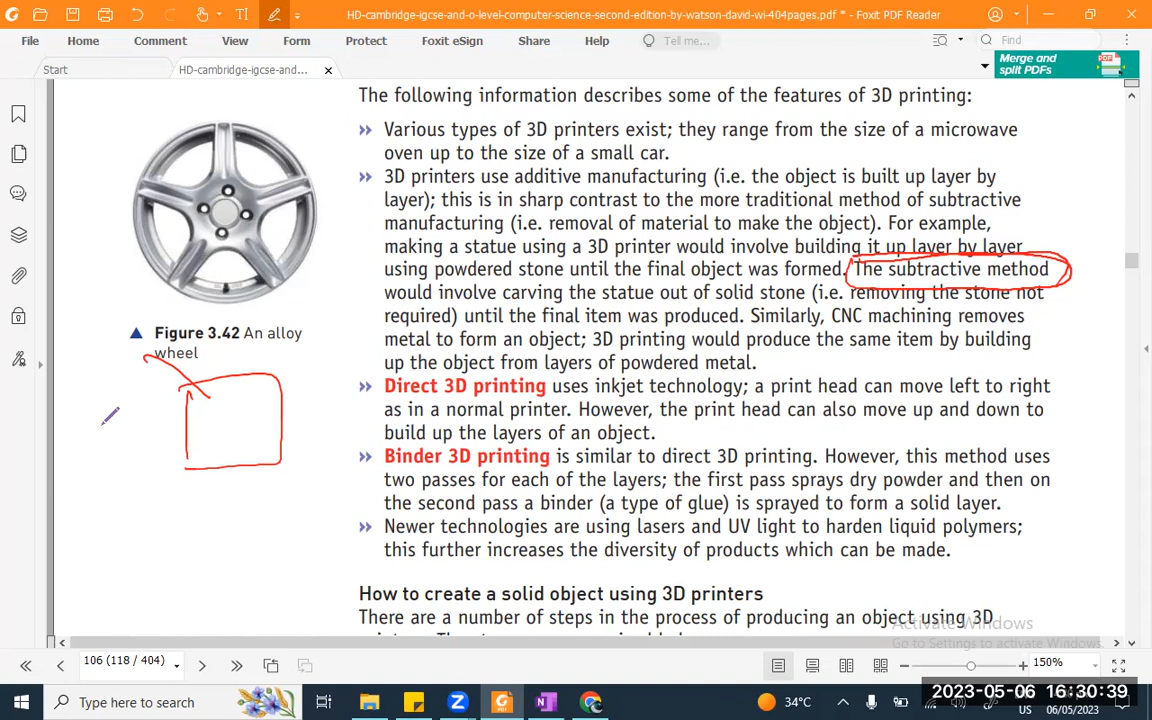 HD-cambridge-igcse-and-o-level-computer-science-second-edition-by-watson-david-wi-404pages.pdf * - Foxit PDF Reader
File Home Comment View Form Protect Foxit eSign Share Help Tell me... Find
Start HD-cambridge-igcse-and-... Merge and
split PDFs
The following information describes some of the features of 3D printing:
Various types of 3D printers exist; they range from the size of a microwave
oven up to the size of a small car.
3D printers use additive manufacturing (i.e. the object is built up layer by
layer); this is in sharp contrast to the more traditional method of subtractive
manufacturing (i.e. removal of material to make the object). For example,
making a statue using a 3D printer would involve building it up layer by layer
using powdered stone until the final object was formed. The subtractive method
would involve carving the statue out of solid stone (i.e. removing the stone not
required) until the final item was produced. Similarly, CNC machining removes
metal to form an object; 3D printing would produce the same item by building
up the object from layers of powdered metal.
Direct 3D printing uses inkjet technology; a print head can move left to right
as in a normal printer. However, the print head can also move up and down to
build up the layers of an object.
Binder 3D printing is similar to direct 3D printing. However, this method uses
two passes for each of the layers; the first pass sprays dry powder and then on
the second pass a binder (a type of glue) is sprayed to form a solid layer.
Newer technologies are using lasers and UV light to harden liquid polymers;
this further increases the diversity of products which can be made.
Figure 3.42 An alloy
wheel
How to create a solid object using 3D printers
There are a number of steps in the process of producing an object using 3D
Activate Windows
Go to Settings to activate Windows.
106 (118 / 404) 150%
Type here to search 34°C 2023-05-06 16:30:39
06/05/2023